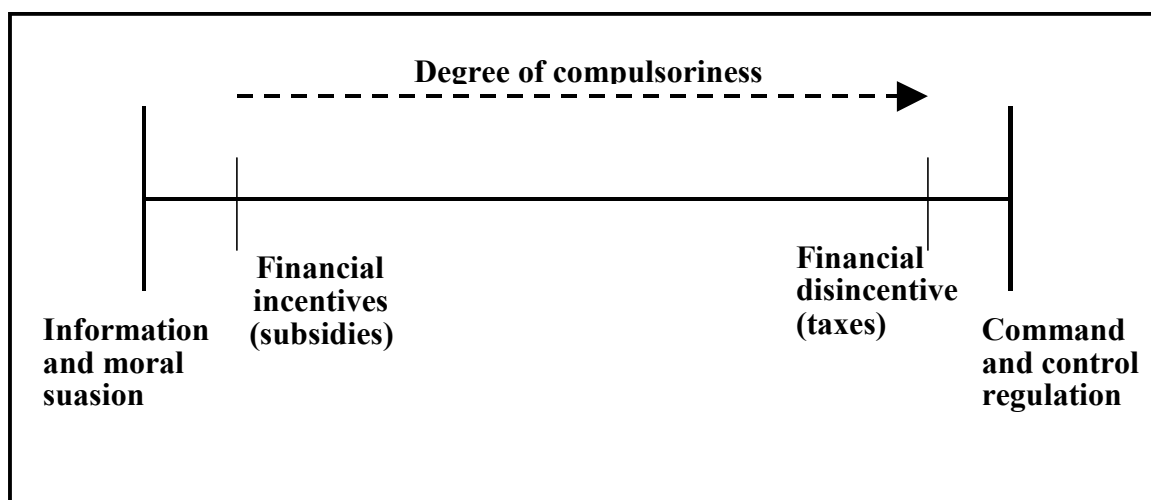 Degree of compulsoriness
Financial
incentives
(subsidies)
Financial
disincentive
(taxes)
Information
and moral
suasion
Command
and control
regulation